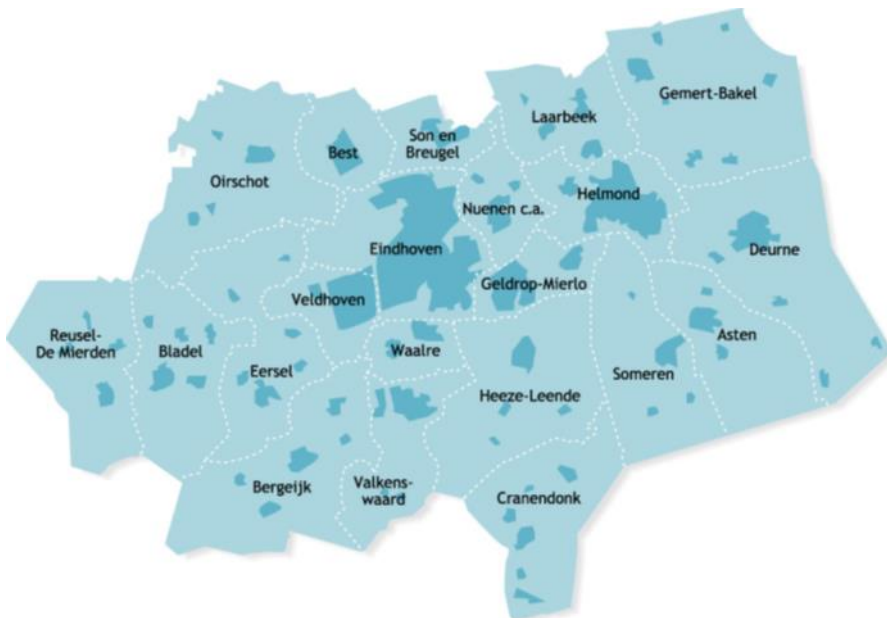 Gemert-Bakel
Laarbeek
Son en
Breugel
Best
Oirschot
Helmond
Nuenen c.a.
Eindhoven
Deurne
Geldrop-Mierlo
Veldhoven
Reusel-
De Mierden
Bladel
Waalre
Asten
Eersel
Someren
Heeze-Leende
Bergeijk
Valkens-
waard
Cranendonk